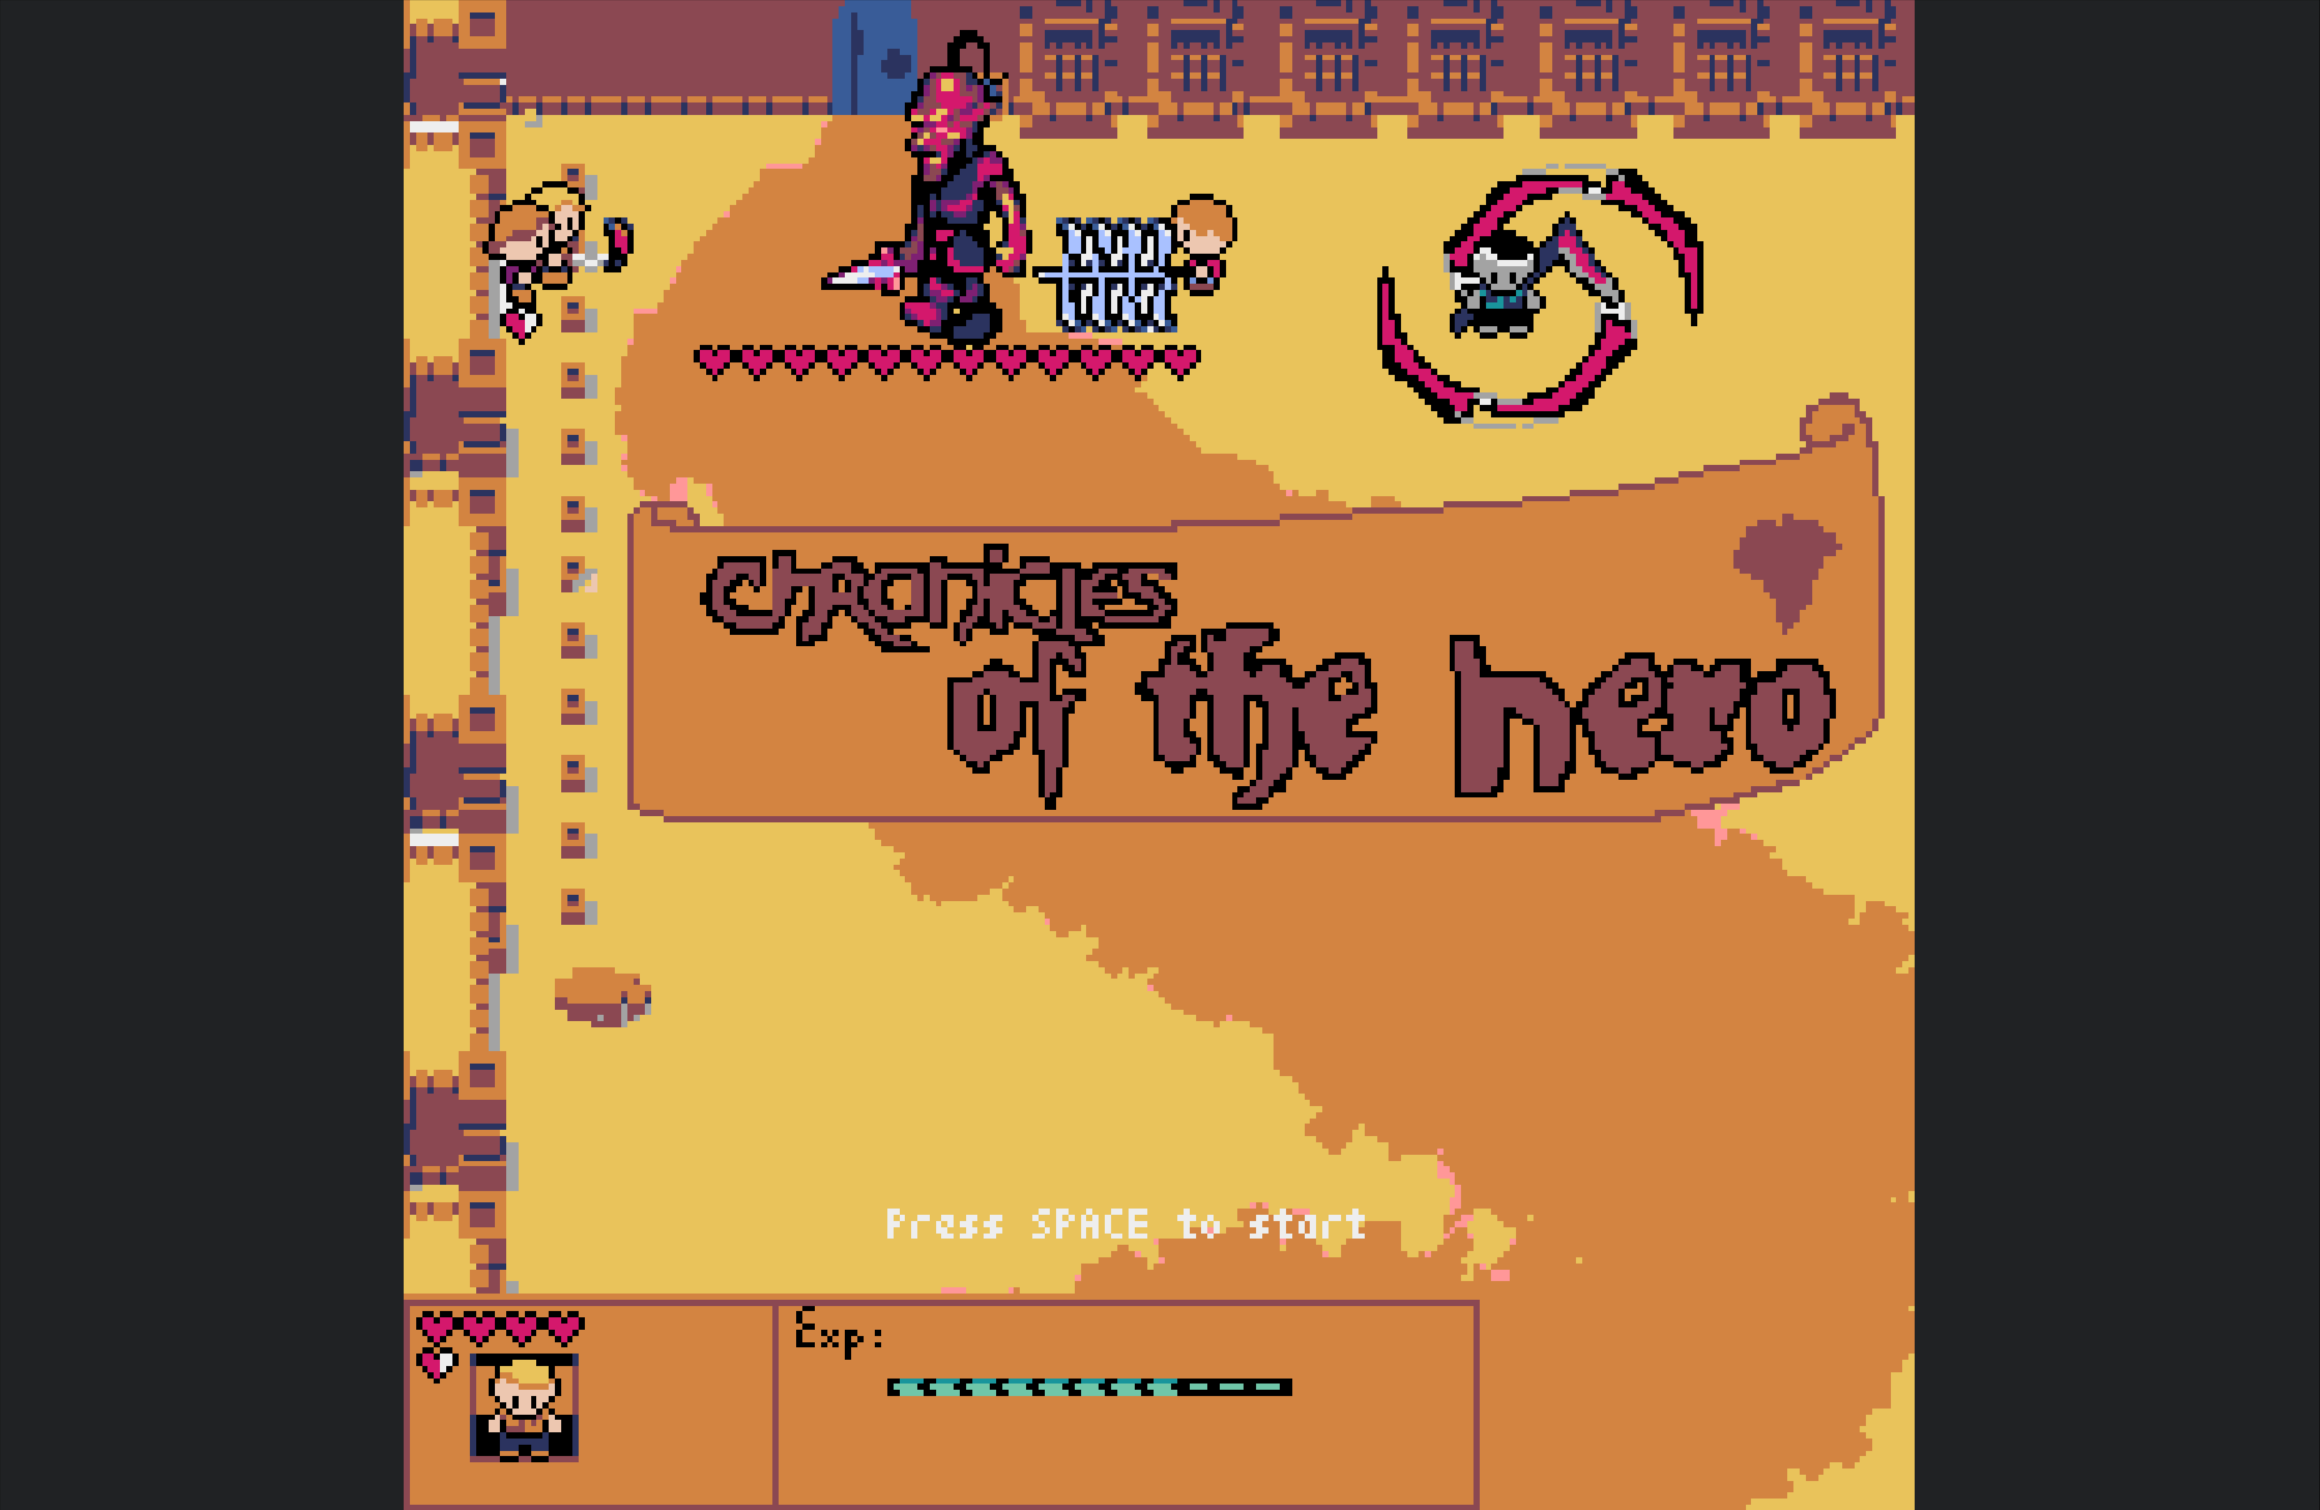 chronicles
of the hero
Press SPACE to start
Exp: